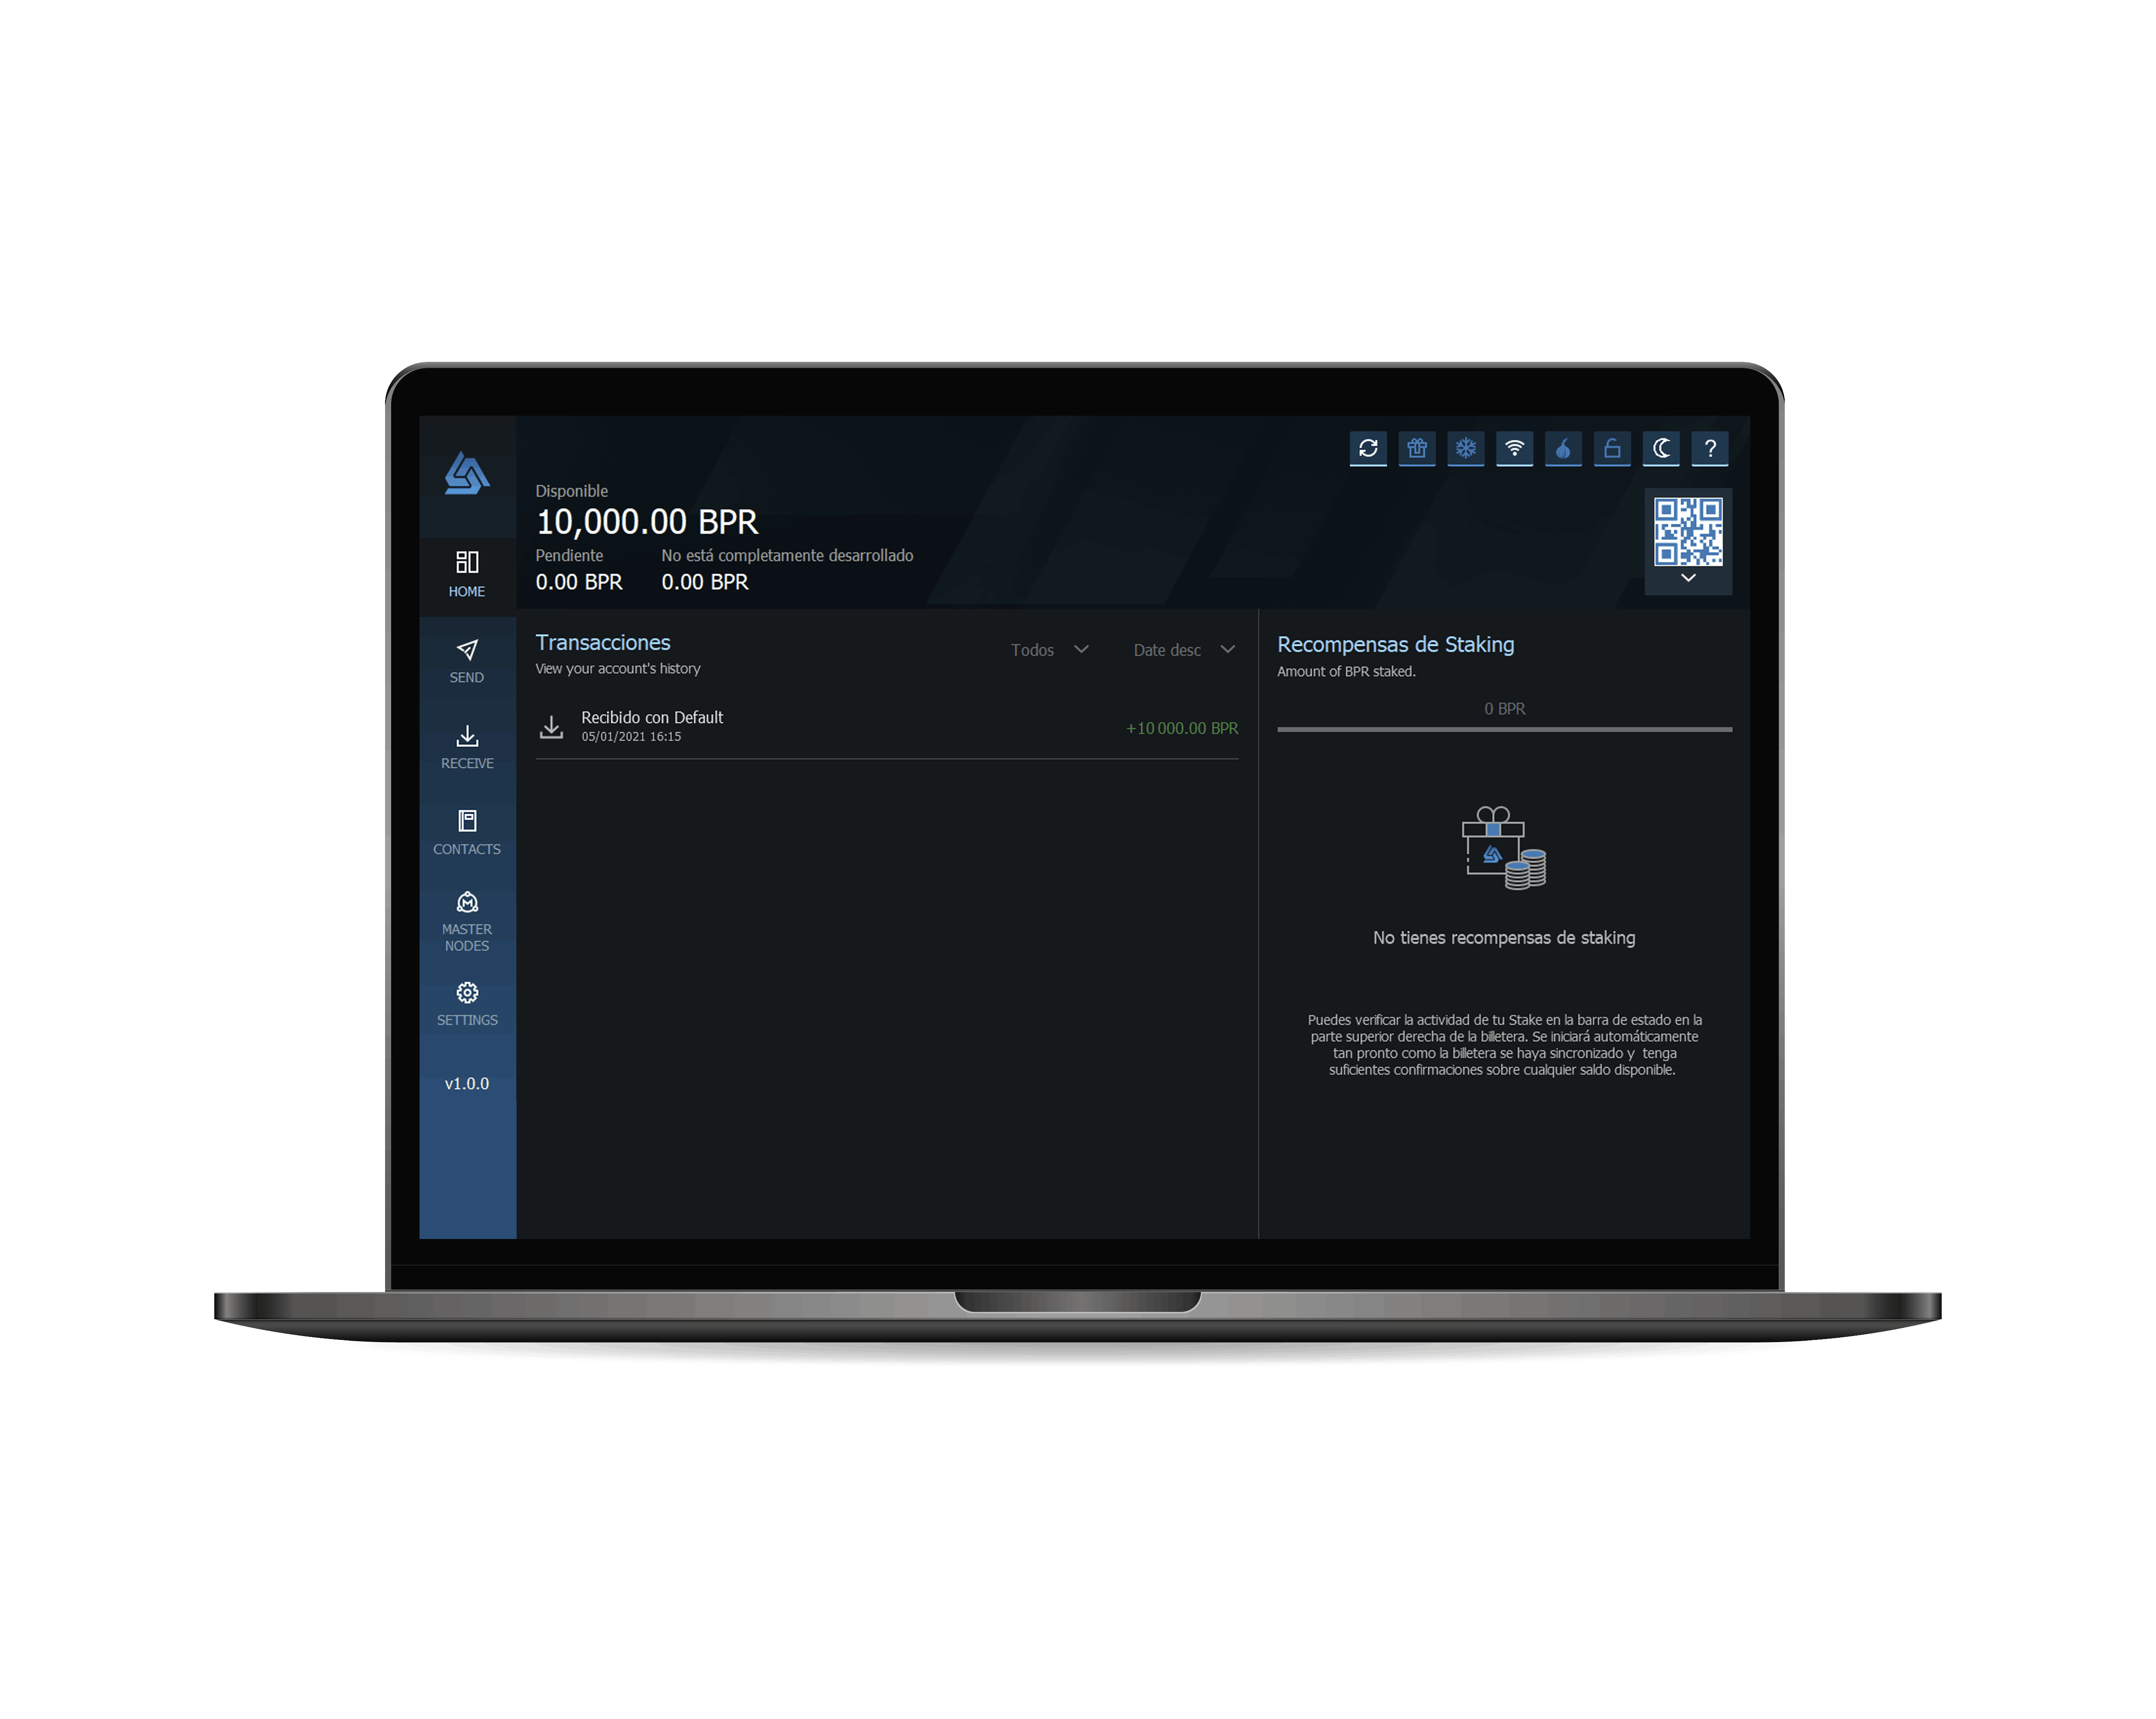 Disponible
10,000.00 BPR
Pendiente
No está completamente desarrollado
0.00 BPR
0.00 BPR
HOME
SEND
RECEIVE
CONTACTS
MASTER
NODES
SETTINGS
v1.0.0
?
Transacciones
View your account's history
Todos
Date desc
Recibido con Default
05/01/2021 16:15
+10 000.00 BPR
Recompensas de Staking
Amount of BPR staked.
0 BPR
No tienes recompensas de staking
Puedes verificar la actividad de tu Stake en la barra de estado en la
parte superior derecha de la billetera. Se iniciará automáticamente
tan pronto como la billetera se haya sincronizado y  tenga
suficientes confirmaciones sobre cualquier saldo disponible.